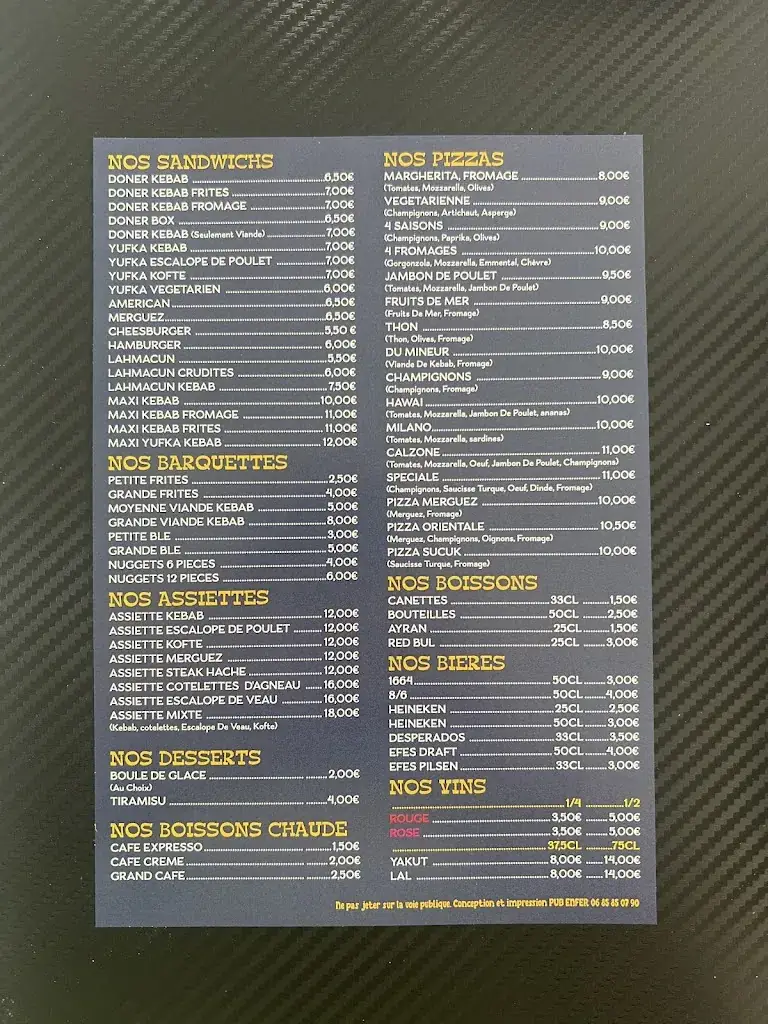 NOS SANDWICHS
DONER KEBAB 6,50€
DONER KEBAB FRITES 7,00€
DONER KEBAB FROMAGE 7,00€
DONER BOX 6,50€
DONER KEBAB (Seulement Viande) 7,00€
YUFKA KEBAB 7,00€
YUFKA ESCALOPE DE POULET 7,00€
YUFKA KOFTE 7,00€
YUFKA VEGETARIEN 6,00€
AMERICAN 6,50€
MERGUEZ 6,50€
CHEESBURGER 5,50 €
HAMBURGER 6,00€
LAHMACUN 5,50€
LAHMACUN CRUDITES 6,00€
LAHMACUN KEBAB 7,50€
MAXI KEBAB 10,00€
MAXI KEBAB FROMAGE 11,00€
MAXI KEBAB FRITES 11,00€
MAXI YUFKA KEBAB 12,00€
NOS BARQUETTES
PETITE FRITES 2,50€
GRANDE FRITES 4,00€
MOYENNE VIANDE KEBAB 5,00€
GRANDE VIANDE KEBAB 8,00€
PETITE BLE 3,00€
GRANDE BLE 5,00€
NUGGETS 6 PIECES 4,00€
NUGGETS 12 PIECES 6,00€
NOS ASSIETTES
ASSIETTE KEBAB 12,00€
ASSIETTE ESCALOPE DE POULET 12,00€
ASSIETTE KOFTE 12,00€
ASSIETTE MERGUEZ 12,00€
ASSIETTE STEAK HACHE 12,00€
ASSIETTE COTELETTES D'AGNEAU 16,00€
ASSIETTE ESCALOPE DE VEAU 16,00€
ASSIETTE MIXTE 18,00€
(Kebab, cotelettes, Escalope De Veau, Kofte)
NOS DESSERTS
BOULE DE GLACE 2,00€
(Au Choix)
TIRAMISU 4,00€
NOS BOISSONS CHAUDE
CAFE EXPRESSO 1,50€
CAFE CREME 2,00€
GRAND CAFE 2,50€
NOS PIZZAS
MARGHERITA, FROMAGE 8,00€
(Tomates, Mozzarella, Olives)
VEGETARIENNE 9,00€
(Champignons, Artichaut, Asperge)
4 SAISONS 9,00€
(Champignons, Paprika, Olives)
4 FROMAGES 10,00€
(Gorgonzola, Mozzarella, Emmental, Chèvre)
JAMBON DE POULET 9,50€
(Tomates, Mozzarella, Jambon De Poulet)
FRUITS DE MER 9,00€
(Fruits De Mer, Fromage)
THON 8,50€
(Thon, Olives, Fromage)
DU MINEUR 10,00€
(Viande De Kebab, Fromage)
CHAMPIGNONS 9,00€
(Champignons, Fromage)
HAWAI 10,00€
(Tomates, Mozzarella, Jambon De Poulet, ananas)
MILANO 10,00€
(Tomates, Mozzarella, sardines)
CALZONE 11,00€
(Tomates, Mozzarella, Oeuf, Jambon De Poulet, Champignons)
SPECIALE 11,00€
(Champignons, Saucisse Turque, Oeuf, Dinde, Fromage)
PIZZA MERGUEZ 10,00€
(Merguez, Fromage)
PIZZA ORIENTALE 10,50€
(Merguez, Champignons, Oignons, Fromage)
PIZZA SUCUK 10,00€
(Saucisse Turque, Fromage)
NOS BOISSONS
CANETTES 33CL 1,50€
BOUTEILLES 50CL 2,50€
AYRAN 25CL 1,50€
RED BUL 25CL 3,00€
NOS BIERES
1664 50CL 3,00€
8/6 50CL 4,00€
HEINEKEN 25CL 2,50€
HEINEKEN 50CL 3,00€
DESPERADOS 33CL 3,50€
EFES DRAFT 50CL 4,00€
EFES PILSEN 33CL 3,00€
NOS VINS
1/4 1/2
ROUGE 3,50€ 5,00€
ROSE 3,50€ 5,00€
37,5CL 75CL
YAKUT 8,00€ 14,00€
LAL 8,00€ 14,00€
Ne pas jeter sur la voie publique. Conception et impression PUB ENFER 06 85 85 07 90